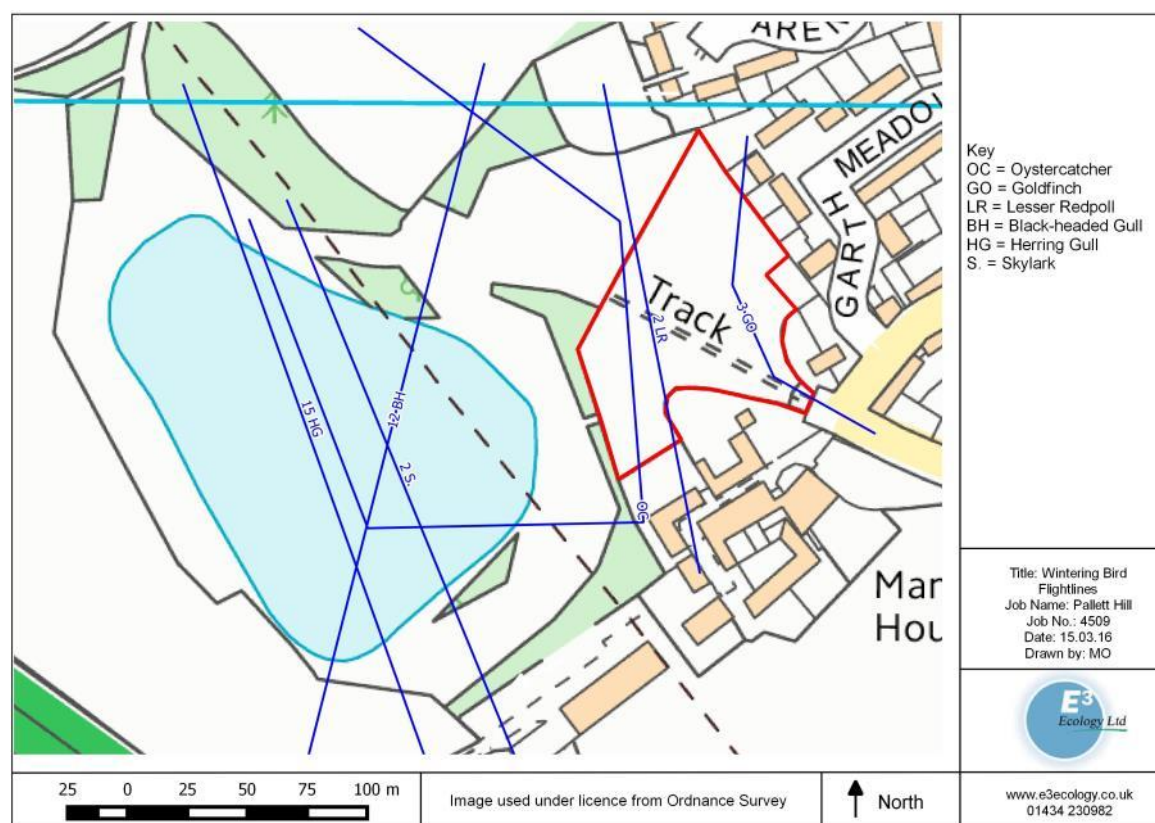 AREN
GARTH MEADO
Track
3 GO
2 LR
15 HG
12 BH
2 S.
OC
Man
Hou
Key
OC = Oystercatcher
GO = Goldfinch
LR = Lesser Redpoll
BH = Black-headed Gull
HG = Herring Gull
S. = Skylark
Title: Wintering Bird
Flightlines
Job Name: Pallett Hill
Job No.: 4509
Date: 15.03.16
Drawn by: MO
E³
Ecology Ltd
25 0 25 50 75 100 m
Image used under licence from Ordnance Survey
North
www.e3ecology.co.uk
01434 230982